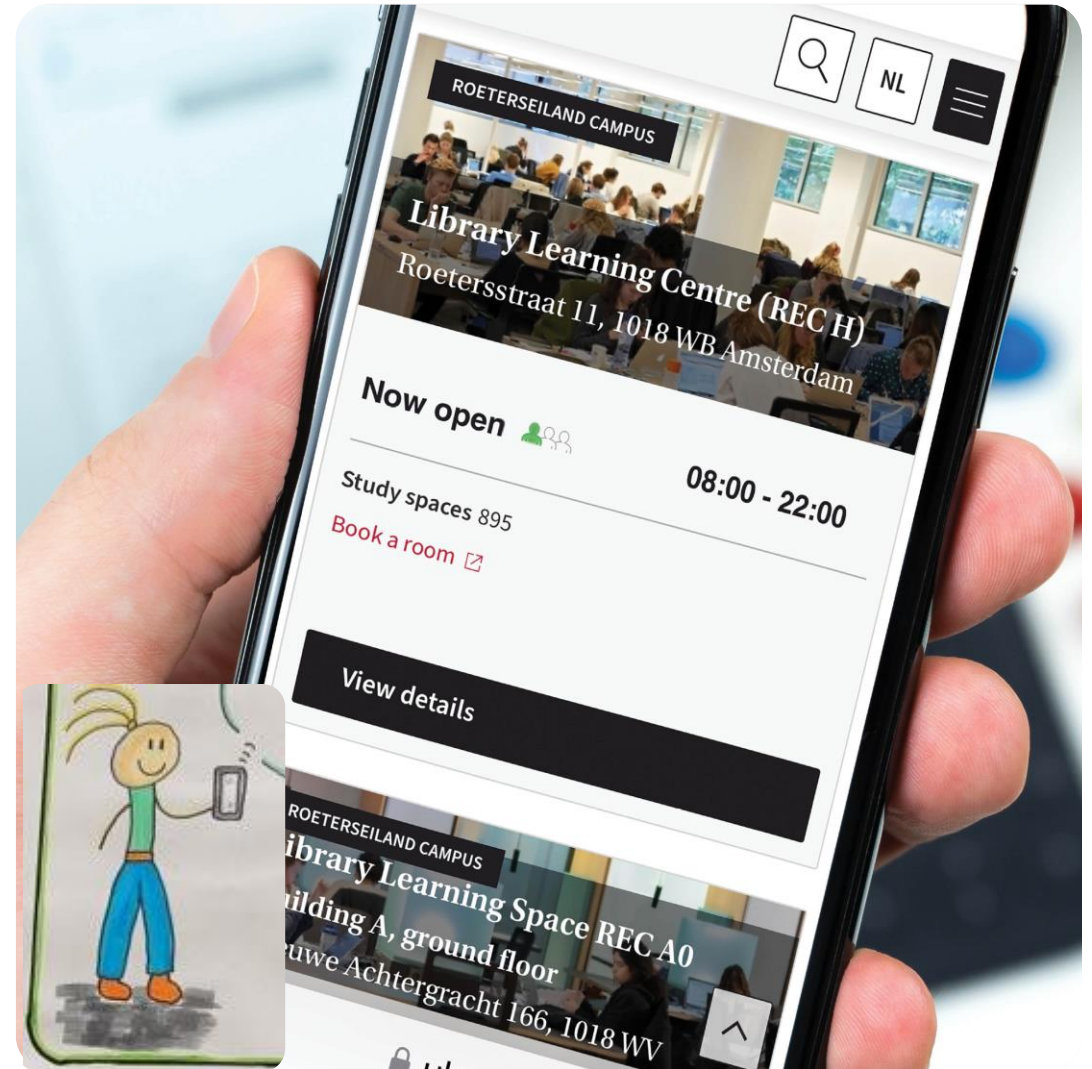 NL
ROETERSEILAND CAMPUS
Library Learning Centre (REC H)
Roetersstraat 11, 1018 WB Amsterdam
Now open
08:00 - 22:00
Study spaces 895
Book a room
View details
ROETERSEILAND CAMPUS
ibrary Learning Space REC A0
uilding A, ground floor
euwe Achtergracht 166, 1018 WV